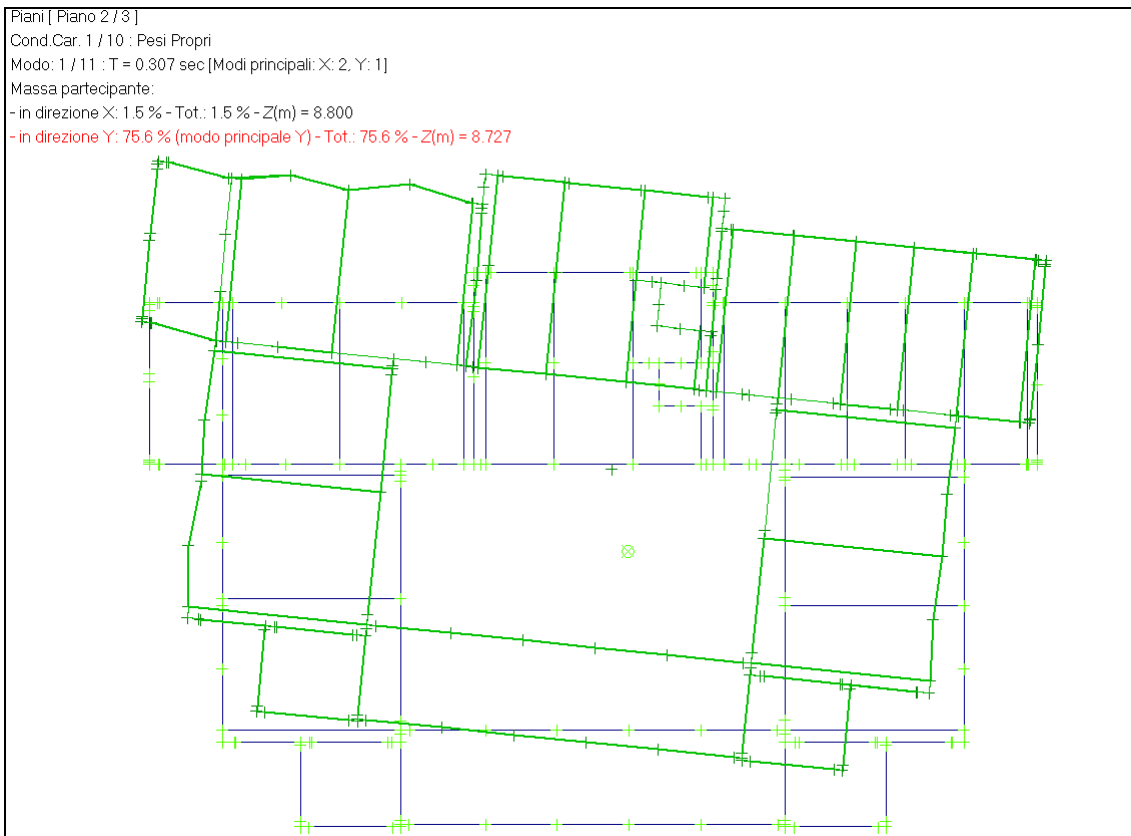 Piani [ Piano 2 / 3 ]
Cond.Car. 1 / 10 : Pesi Propri
Modo: 1 / 11 : T = 0.307 sec [Modi principali: X: 2, Y: 1]
Massa partecipante:
- in direzione X: 1.5 % - Tot.: 1.5 % - Z(m) = 8.800
- in direzione Y: 75.6 % (modo principale Y) - Tot.: 75.6 % - Z(m) = 8.727